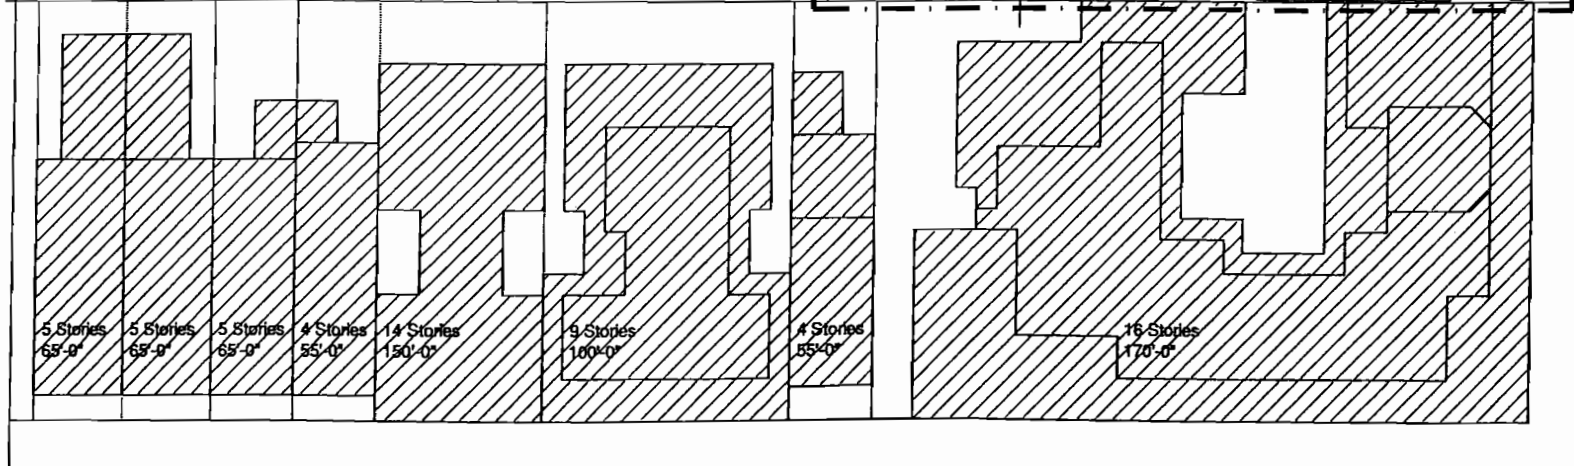 5 Stories
65'-0"
5 Stories
65'-0"
5 Stories
65'-0"
4 Stories
55'-0"
14 Stories
150'-0"
9 Stories
100'-0"
4 Stories
55'-0"
16 Stories
170'-0"